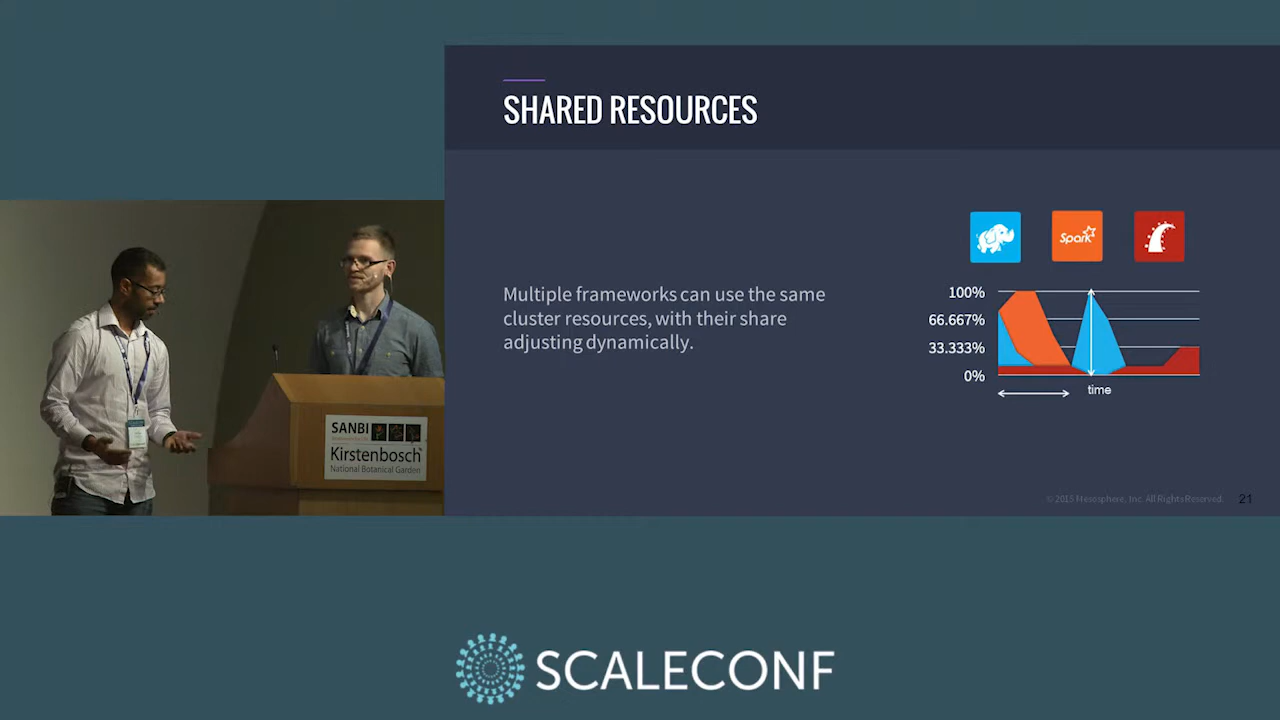 SHARED RESOURCES
Multiple frameworks can use the same
cluster resources, with their share
adjusting dynamically.
Spark
100%
66.667%
33.333%
0%
time
© 2015 Mesosphere, Inc. All Rights Reserved.
21
SANBI
Kirstenbosch
National Botanical Garden
SCALECONF